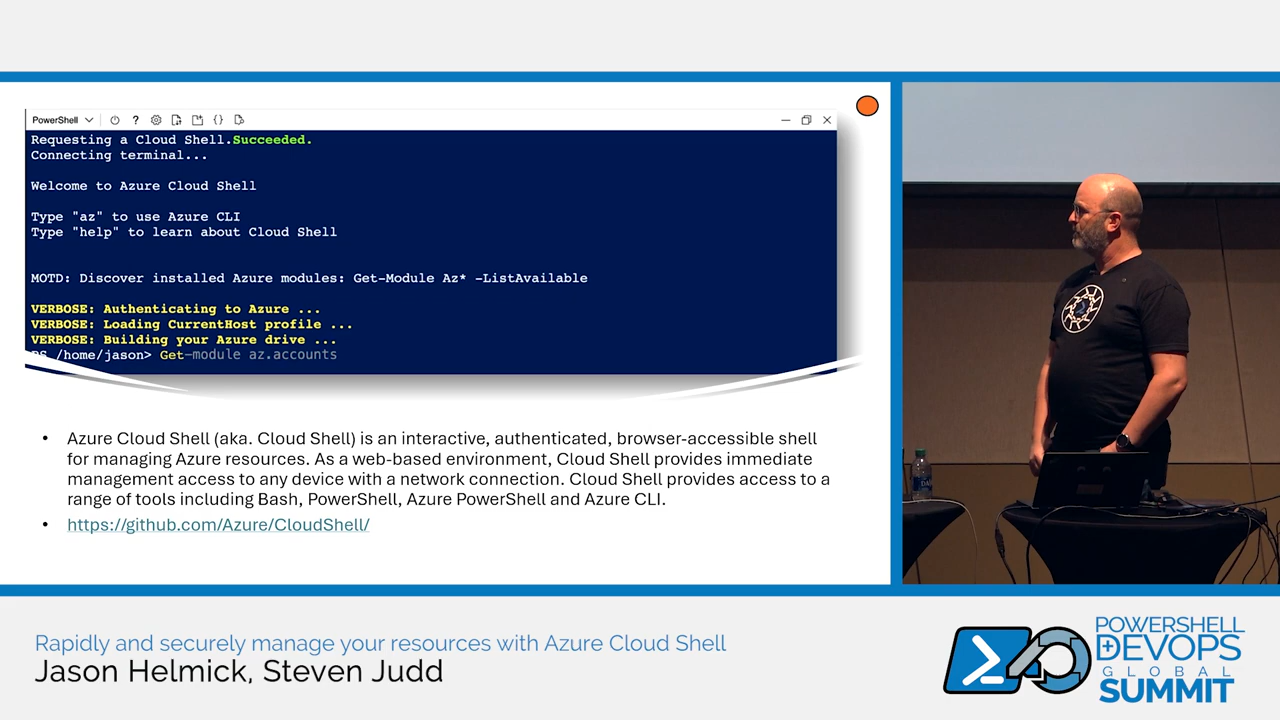 PowerShell
Requesting a Cloud Shell.Succeeded.
Connecting terminal...
Welcome to Azure Cloud Shell
Type "az" to use Azure CLI
Type "help" to learn about Cloud Shell
MOTD: Discover installed Azure modules: Get-Module Az* -ListAvailable
VERBOSE: Authenticating to Azure ...
VERBOSE: Loading CurrentHost profile ...
VERBOSE: Building your Azure drive ...
PS /home/jason> Get-module az.accounts
• Azure Cloud Shell (aka. Cloud Shell) is an interactive, authenticated, browser-accessible shell
for managing Azure resources. As a web-based environment, Cloud Shell provides immediate
management access to any device with a network connection. Cloud Shell provides access to a
range of tools including Bash, PowerShell, Azure PowerShell and Azure CLI.
• https://github.com/Azure/CloudShell/
Rapidly and securely manage your resources with Azure Cloud Shell
Jason Helmick, Steven Judd
POWERSHELL
DEVOPS
GLOBAL
SUMMIT